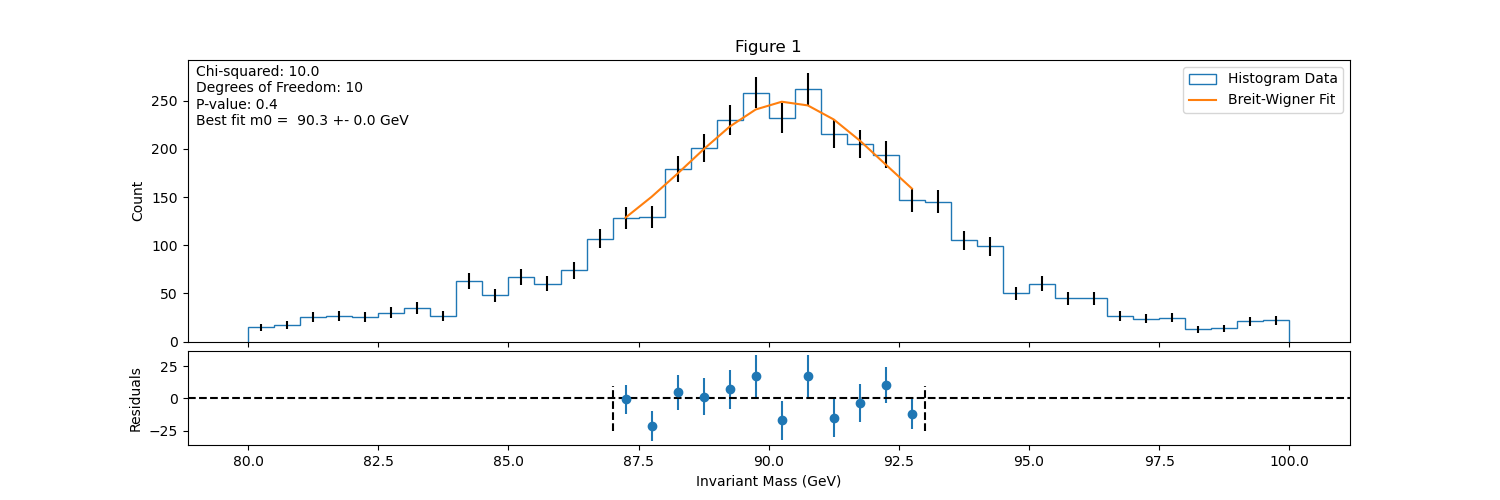 Figure 1
Chi-squared: 10.0
Degrees of Freedom: 10
P-value: 0.4
Best fit m0 =  90.3 +- 0.0 GeV
Histogram Data
Breit-Wigner Fit
Count
250
200
150
100
50
0
Residuals
25
0
−25
80.0 82.5 85.0 87.5 90.0 92.5 95.0 97.5 100.0
Invariant Mass (GeV)